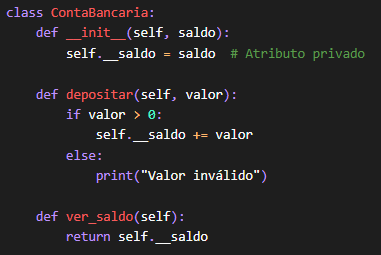 class ContaBancaria:
    def __init__(self, saldo):
        self.__saldo = saldo  # Atributo privado

    def depositar(self, valor):
        if valor > 0:
            self.__saldo += valor
        else:
            print("Valor inválido")

    def ver_saldo(self):
        return self.__saldo